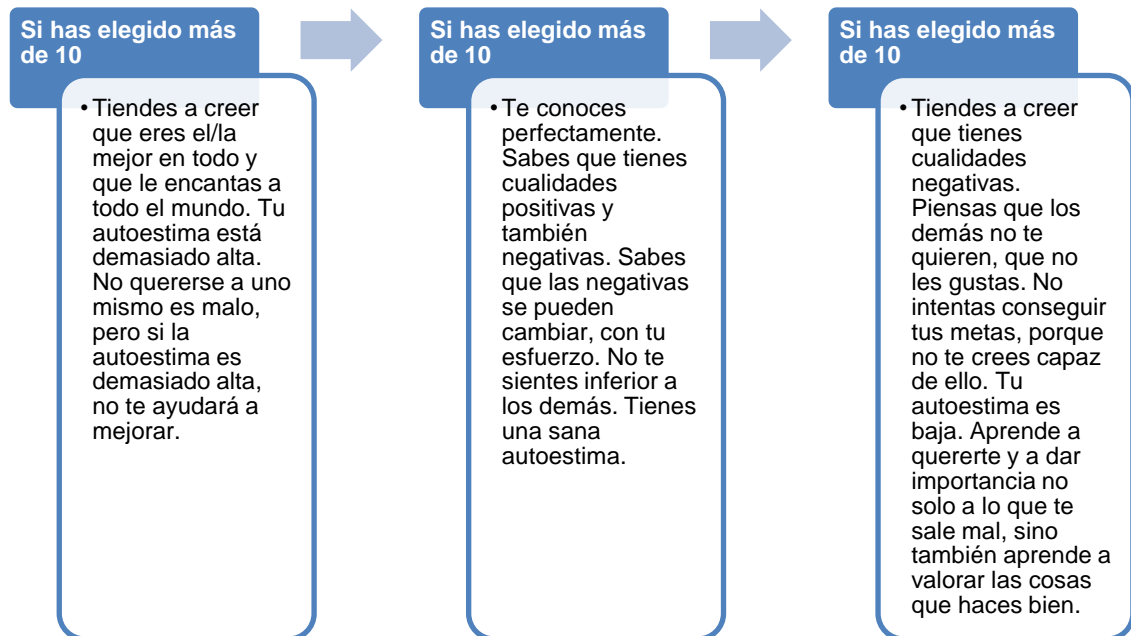 Si has elegido más
de 10
• Tiendes a creer
que eres el/la
mejor en todo y
que le encantas a
todo el mundo. Tu
autoestima está
demasiado alta.
No quererse a uno
mismo es malo,
pero si la
autoestima es
demasiado alta,
no te ayudará a
mejorar.
Si has elegido más
de 10
• Te conoces
perfectamente.
Sabes que tienes
cualidades
positivas y
también
negativas. Sabes
que las negativas
se pueden
cambiar, con tu
esfuerzo. No te
sientes inferior a
los demás. Tienes
una sana
autoestima.
Si has elegido más
de 10
• Tiendes a creer
que tienes
cualidades
negativas.
Piensas que los
demás no te
quieren, que no
les gustas. No
intentas conseguir
tus metas, porque
no te crees capaz
de ello. Tu
autoestima es
baja. Aprende a
quererte y a dar
importancia no
solo a lo que te
sale mal, sino
también aprende a
valorar las cosas
que haces bien.